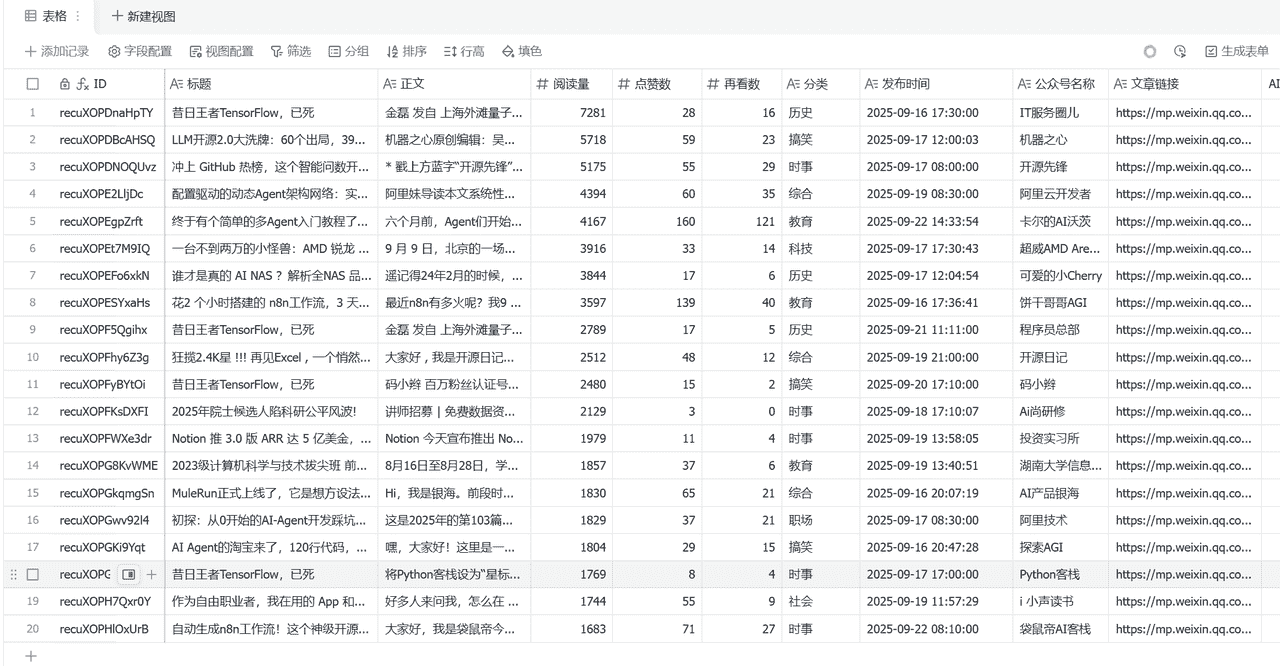 表格 新建视图
添加记录 字段配置 视图配置 筛选 分组 排序 行高 填色 生成表单
ID 标题 正文 阅读量 点赞数 再看数 分类 发布时间 公众号名称 文章链接 AI
1 recuXOPDnaHpTY 昔日王者TensorFlow，已死 金磊 发自 上海外滩量子... 7281 28 16 历史 2025-09-16 17:30:00 IT服务圈儿 https://mp.weixin.qq.co...
2 recuXOPDBcAHSQ LLM开源2.0大洗牌：60个出局，39... 机器之心原创编辑：吴... 5718 59 23 搞笑 2025-09-17 12:00:03 机器之心 https://mp.weixin.qq.co...
3 recuXOPDNOQUvz 冲上 GitHub 热榜，这个智能问数开... * 戳上方蓝字“开源先锋”... 5175 55 29 时事 2025-09-17 08:00:00 开源先锋 https://mp.weixin.qq.co...
4 recuXOPE2LljDc 配置驱动的动态Agent架构网络：实... 阿里妹导读本文系统性... 4394 60 35 综合 2025-09-19 08:30:00 阿里云开发者 https://mp.weixin.qq.co...
5 recuXOPEgpZrft 终于有个简单的多Agent入门教程了... 六个月前，Agent们开始... 4167 160 121 教育 2025-09-22 14:33:54 卡尔的AI沃茨 https://mp.weixin.qq.co...
6 recuXOPEt7M9IQ 一台不到两万的小怪兽：AMD 锐龙 ... 9 月 9 日，北京的一场... 3916 33 14 科技 2025-09-17 17:30:43 超威AMD Are... https://mp.weixin.qq.co...
7 recuXOPEFo6xkN 谁才是真的 AI NAS ？解析全NAS 品... 遥记得24年2月的时候，... 3844 17 6 历史 2025-09-17 12:04:54 可爱的小Cherry https://mp.weixin.qq.co...
8 recuXOPESYxaHs 花2 个小时搭建的 n8n工作流，3 天... 最近n8n有多火呢？我9 ... 3597 139 40 教育 2025-09-16 17:36:41 饼干哥哥AGI https://mp.weixin.qq.co...
9 recuXOPF5Qgihx 昔日王者TensorFlow，已死 金磊 发自 上海外滩量子... 2789 17 5 历史 2025-09-21 11:11:00 程序员总部 https://mp.weixin.qq.co...
10 recuXOPFhy6Z3g 狂揽2.4K星 !!! 再见Excel，一个悄然... 大家好，我是开源日记... 2512 48 12 综合 2025-09-19 21:00:00 开源日记 https://mp.weixin.qq.co...
11 recuXOPFyBYtOi 昔日王者TensorFlow，已死 码小辫 百万粉丝认证号... 2480 15 2 搞笑 2025-09-20 17:10:00 码小辫 https://mp.weixin.qq.co...
12 recuXOPFKsDXFI 2025年院士候选人陷科研公平风波! 讲师招募 | 免费数据资... 2129 3 0 时事 2025-09-18 17:10:07 Ai尚研修 https://mp.weixin.qq.co...
13 recuXOPFWXe3dr Notion 推 3.0 版 ARR 达 5 亿美金，... Notion 今天宣布推出 No... 1979 11 4 时事 2025-09-19 13:58:05 投资实习所 https://mp.weixin.qq.co...
14 recuXOPG8KvWME 2023级计算机科学与技术拔尖班 前... 8月16日至8月28日，学... 1857 37 6 教育 2025-09-19 13:40:51 湖南大学信息... https://mp.weixin.qq.co...
15 recuXOPGkqmgSn MuleRun正式上线了，它是想方设法... Hi，我是银海。前段时... 1830 65 21 综合 2025-09-16 20:07:19 AI产品银海 https://mp.weixin.qq.co...
16 recuXOPGwv92l4 初探：从0开始的AI-Agent开发踩坑... 这是2025年的第103篇... 1829 37 21 职场 2025-09-17 08:30:00 阿里技术 https://mp.weixin.qq.co...
17 recuXOPGKi9Yqt AI Agent的淘宝来了，120行代码，... 嘿，大家好！这里是一... 1804 29 15 搞笑 2025-09-16 20:47:28 探索AGI https://mp.weixin.qq.co...
recuXOPG 昔日王者TensorFlow，已死 将Python客栈设为“星标... 1769 8 4 时事 2025-09-17 17:00:00 Python客栈 https://mp.weixin.qq.co...
19 recuXOPH7Qxr0Y 作为自由职业者，我在用的 App 和... 好多人来问我，怎么在 ... 1744 55 9 社会 2025-09-19 11:57:29 i 小声读书 https://mp.weixin.qq.co...
20 recuXOPHlOxUrB 自动生成n8n工作流！这个神级开源... 大家好，我是袋鼠帝今... 1683 71 27 时事 2025-09-22 08:10:00 袋鼠帝AI客栈 https://mp.weixin.qq.co...